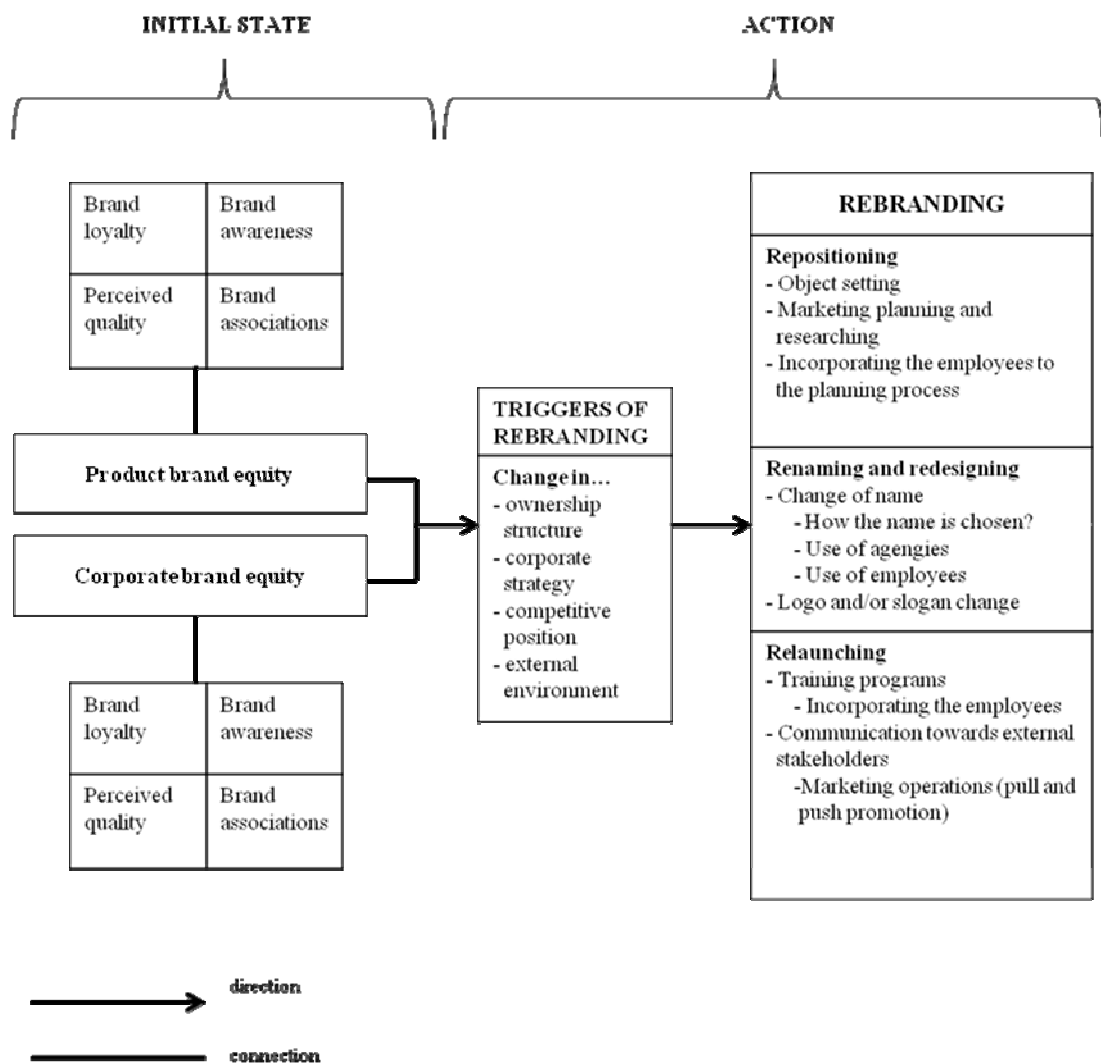 INITIAL STATE
ACTION
Brand
loyalty
Brand
awareness
Perceived
quality
Brand
associations
Product brand equity
Corporate brand equity
Brand
loyalty
Brand
awareness
Perceived
quality
Brand
associations
TRIGGERS OF
REBRANDING
Change in...
- ownership
structure
- corporate
strategy
- competitive
position
- external
environment
REBRANDING
Repositioning
- Object setting
- Marketing planning and
researching
- Incorporating the employees to
the planning process
Renaming and redesigning
- Change of name
- How the name is chosen?
- Use of agengies
- Use of employees
- Logo and/or slogan change
Relaunching
- Training programs
- Incorporating the employees
- Communication towards external
stakeholders
-Marketing operations (pull and
push promotion)
direction
connection